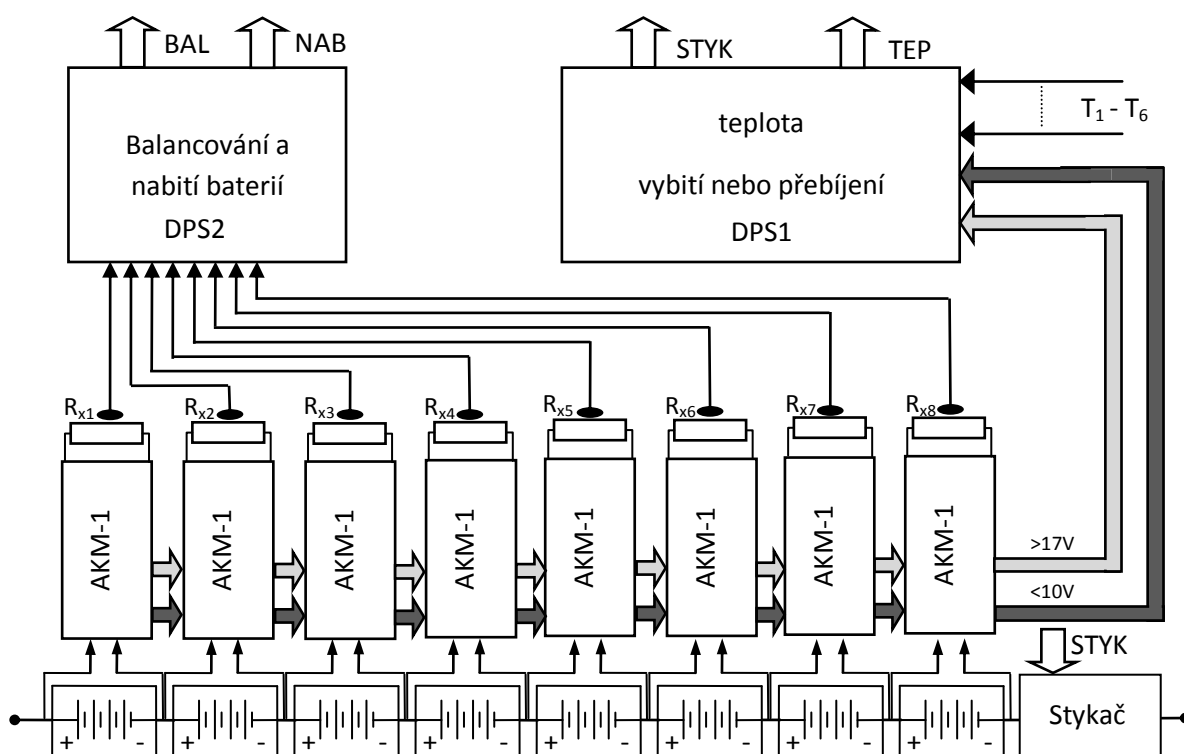 BAL
NAB
STYK
TEP
Balancování a
nabití baterií
DPS2
teplota
vybití nebo přebíjení
DPS1
T1 - T6
Rx1
Rx2
Rx3
Rx4
Rx5
Rx6
Rx7
Rx8
AKM-1
AKM-1
AKM-1
AKM-1
AKM-1
AKM-1
AKM-1
AKM-1
>17V
<10V
STYK
Stykač
+ -
+ -
+ -
+ -
+ -
+ -
+ -
+ -